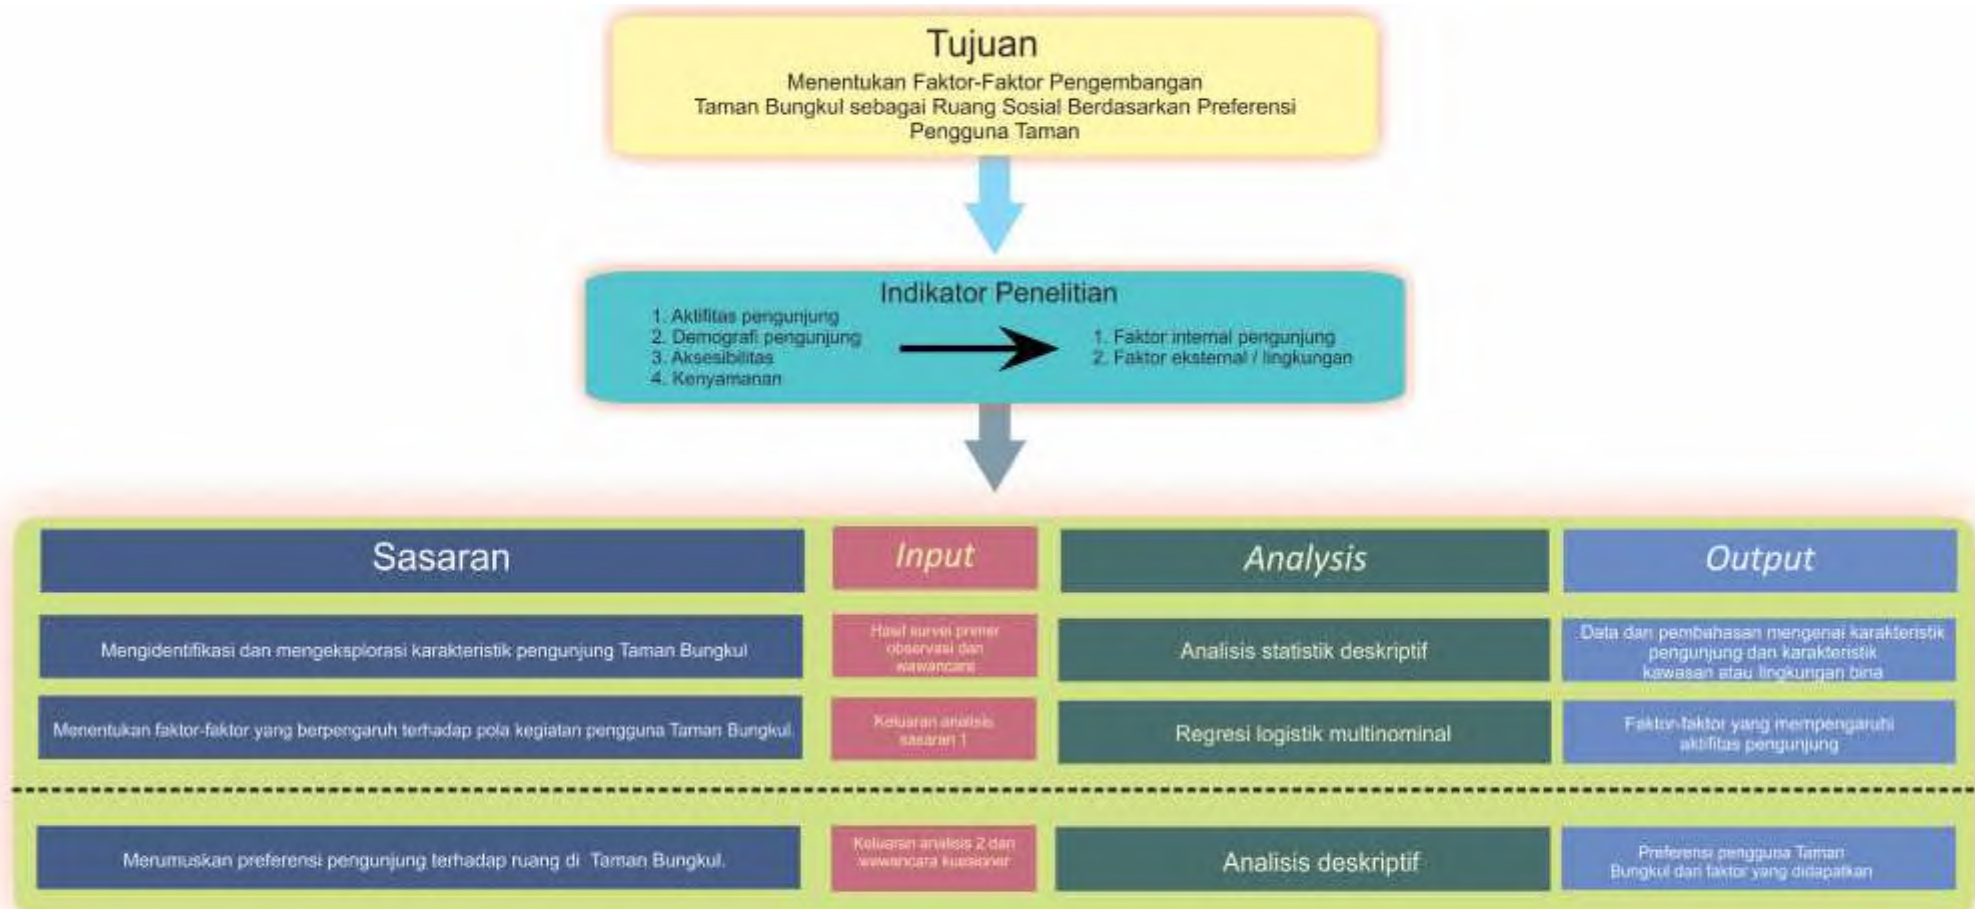 Tujuan
Menentukan Faktor-Faktor Pengembangan
Taman Bungkul sebagai Ruang Sosial Berdasarkan Preferensi
Pengguna Taman
Indikator Penelitian
1. Aktifitas pengunjung
2. Demografi pengunjung
3. Aksesibilitas
4. Kenyamanan
1. Faktor internal pengunjung
2. Faktor eksternal / lingkungan
Sasaran
Input
Analysis
Output
Mengidentifikasi dan mengeksplorasi karakteristik pengunjung Taman Bungkul
Hasil survei primer
observasi dan
wawancara
Analisis statistik deskriptif
Data dan pembahasan mengenai karakteristik
pengunjung dan karakteristik
kawasan atau lingkungan bina
Menentukan faktor-faktor yang berpengaruh terhadap pola kegiatan pengguna Taman Bungkul.
Keluaran analisis
sasaran 1
Regresi logistik multinominal
Faktor-faktor yang mempengaruhi
aktifitas pengunjung
Merumuskan preferensi pengunjung terhadap ruang di Taman Bungkul.
Keluaran analisis 2 dan
wawancara kuesioner
Analisis deskriptif
Preferensi pengguna Taman
Bungkul dari faktor yang didapatkan